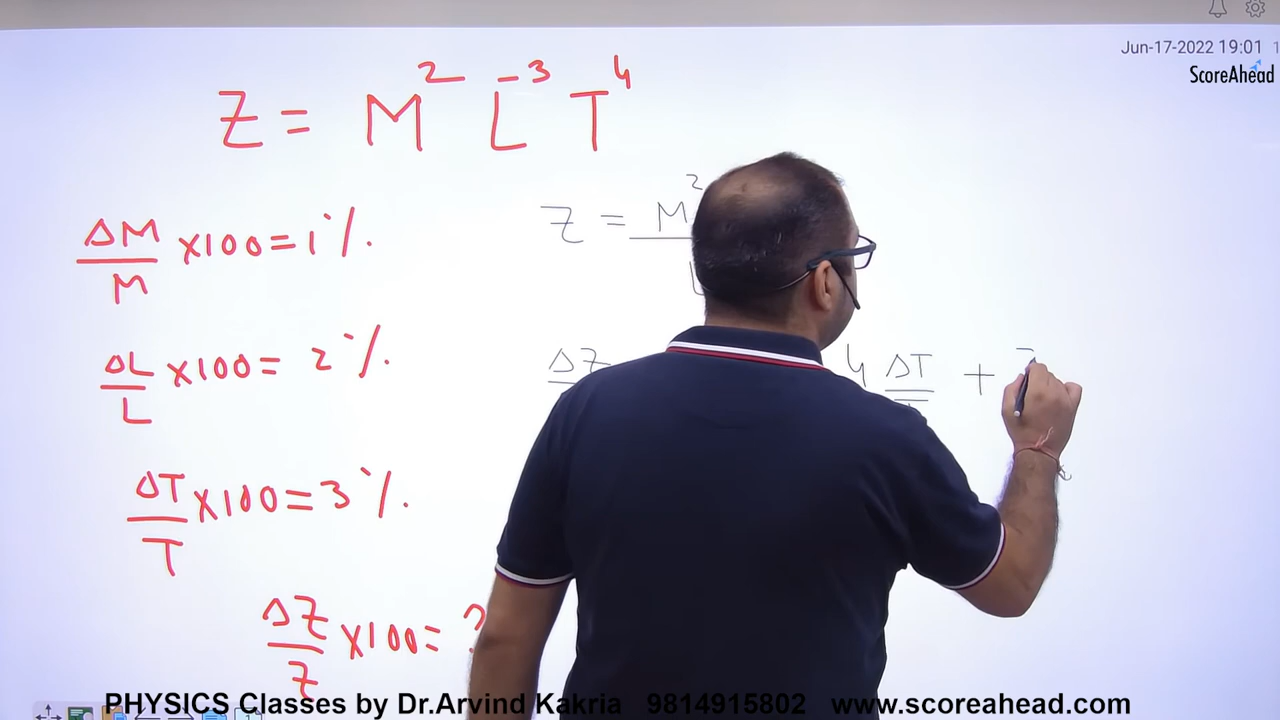 Jun-17-2022 19:01
ScoreAhead
Z = M² L⁻³ T⁴
Z = M²
ΔM/M ×100 = 1%.
ΔL/L ×100 = 2%.
ΔZ 4 ΔT/T +
ΔT/T ×100 = 3%.
ΔZ/Z ×100 = ?
PHYSICS Classes by Dr.Arvind Kakria 9814915802 www.scoreahead.com